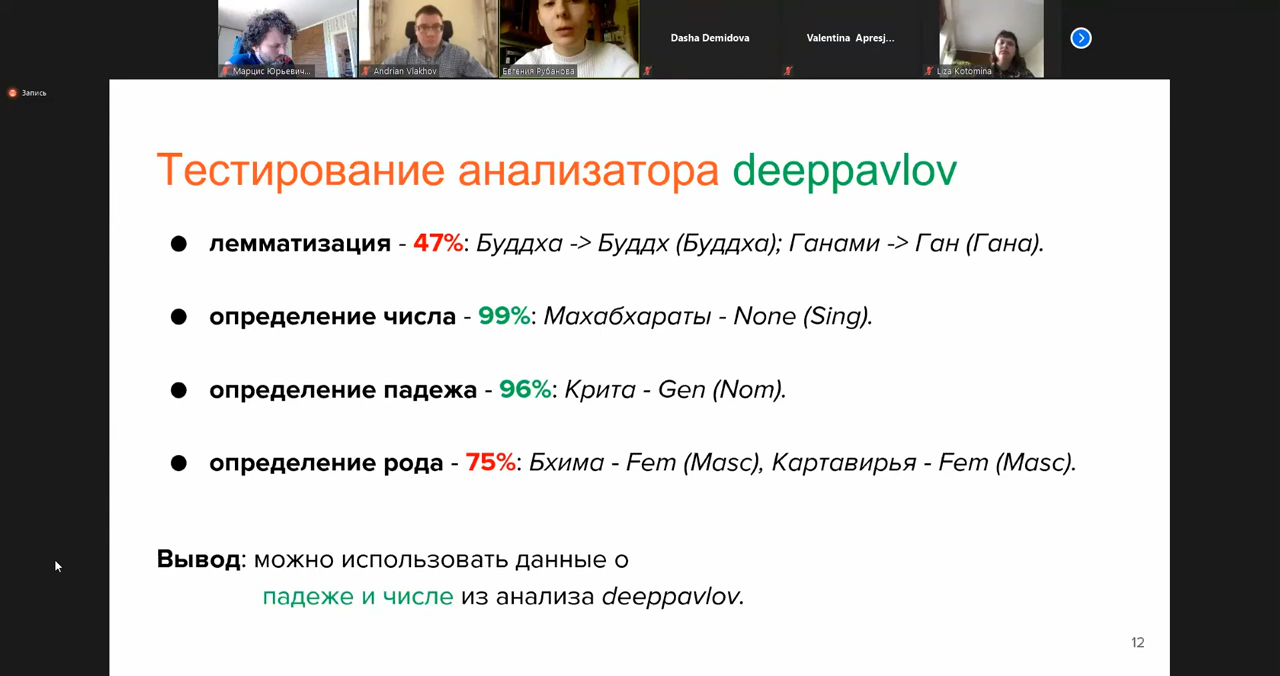 Dasha Demidova
Valentina Apresj...
Марцис Юрьевич...
Andrian Vlakhov
Евгения Рубанова
Liza Kotomina
Запись
Тестирование анализатора deeppavlov
● лемматизация - 47%: Буддха -> Буддх (Буддха); Ганами -> Ган (Гана).
● определение числа - 99%: Махабхараты - None (Sing).
● определение падежа - 96%: Крита - Gen (Nom).
● определение рода - 75%: Бхима - Fem (Masc), Картавирья - Fem (Masc).
Вывод: можно использовать данные о
падеже и числе из анализа deeppavlov.
12